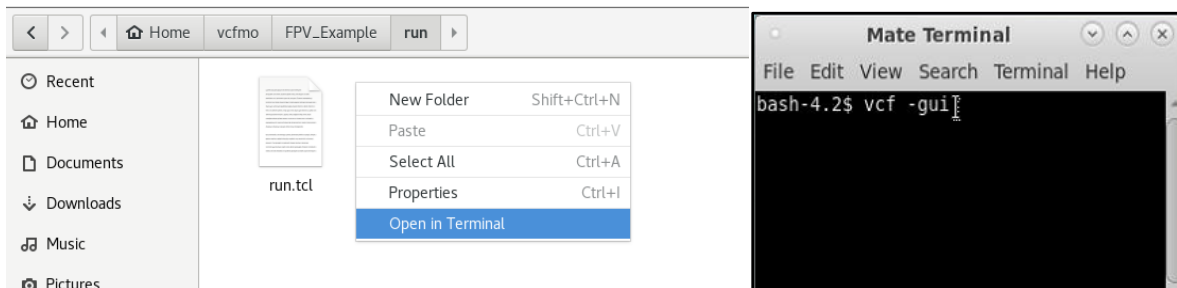 Home vcfmo FPV_Example run
Recent
Home
Documents
Downloads
Music
Pictures
run.tcl
New Folder Shift+Ctrl+N
Paste Ctrl+V
Select All Ctrl+A
Properties Ctrl+I
Open in Terminal
Mate Terminal
File Edit View Search Terminal Help
bash-4.2$ vcf -gui